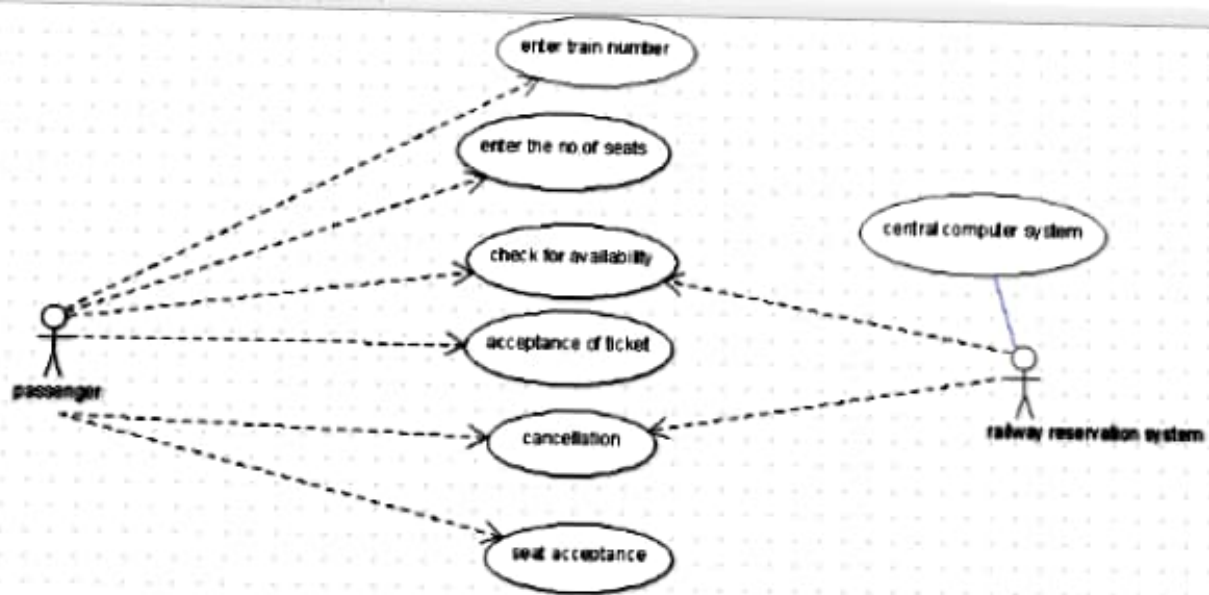 enter train number
enter the no.of seats
central computer system
check for availability
acceptance of ticket
passenger
cancellation
railway reservation system
seat acceptance